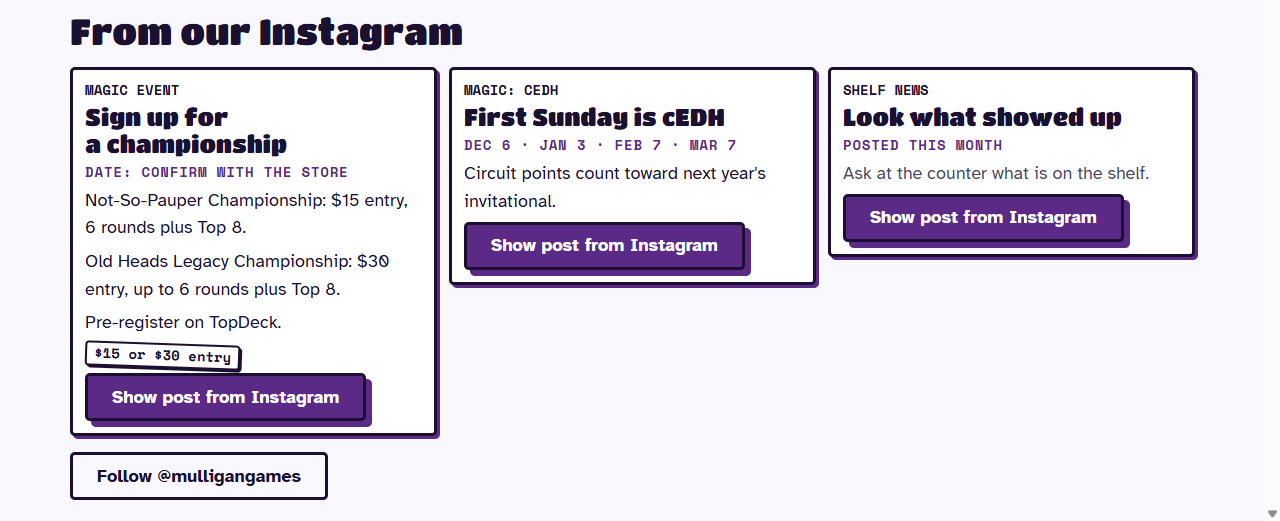 From our Instagram
MAGIC EVENT
Sign up for
a championship
DATE: CONFIRM WITH THE STORE
Not-So-Pauper Championship: $15 entry,
6 rounds plus Top 8.
Old Heads Legacy Championship: $30
entry, up to 6 rounds plus Top 8.
Pre-register on TopDeck.
$15 or $30 entry
Show post from Instagram
MAGIC: CEDH
First Sunday is cEDH
DEC 6 · JAN 3 · FEB 7 · MAR 7
Circuit points count toward next year's
invitational.
Show post from Instagram
SHELF NEWS
Look what showed up
POSTED THIS MONTH
Ask at the counter what is on the shelf.
Show post from Instagram
Follow @mulligangames